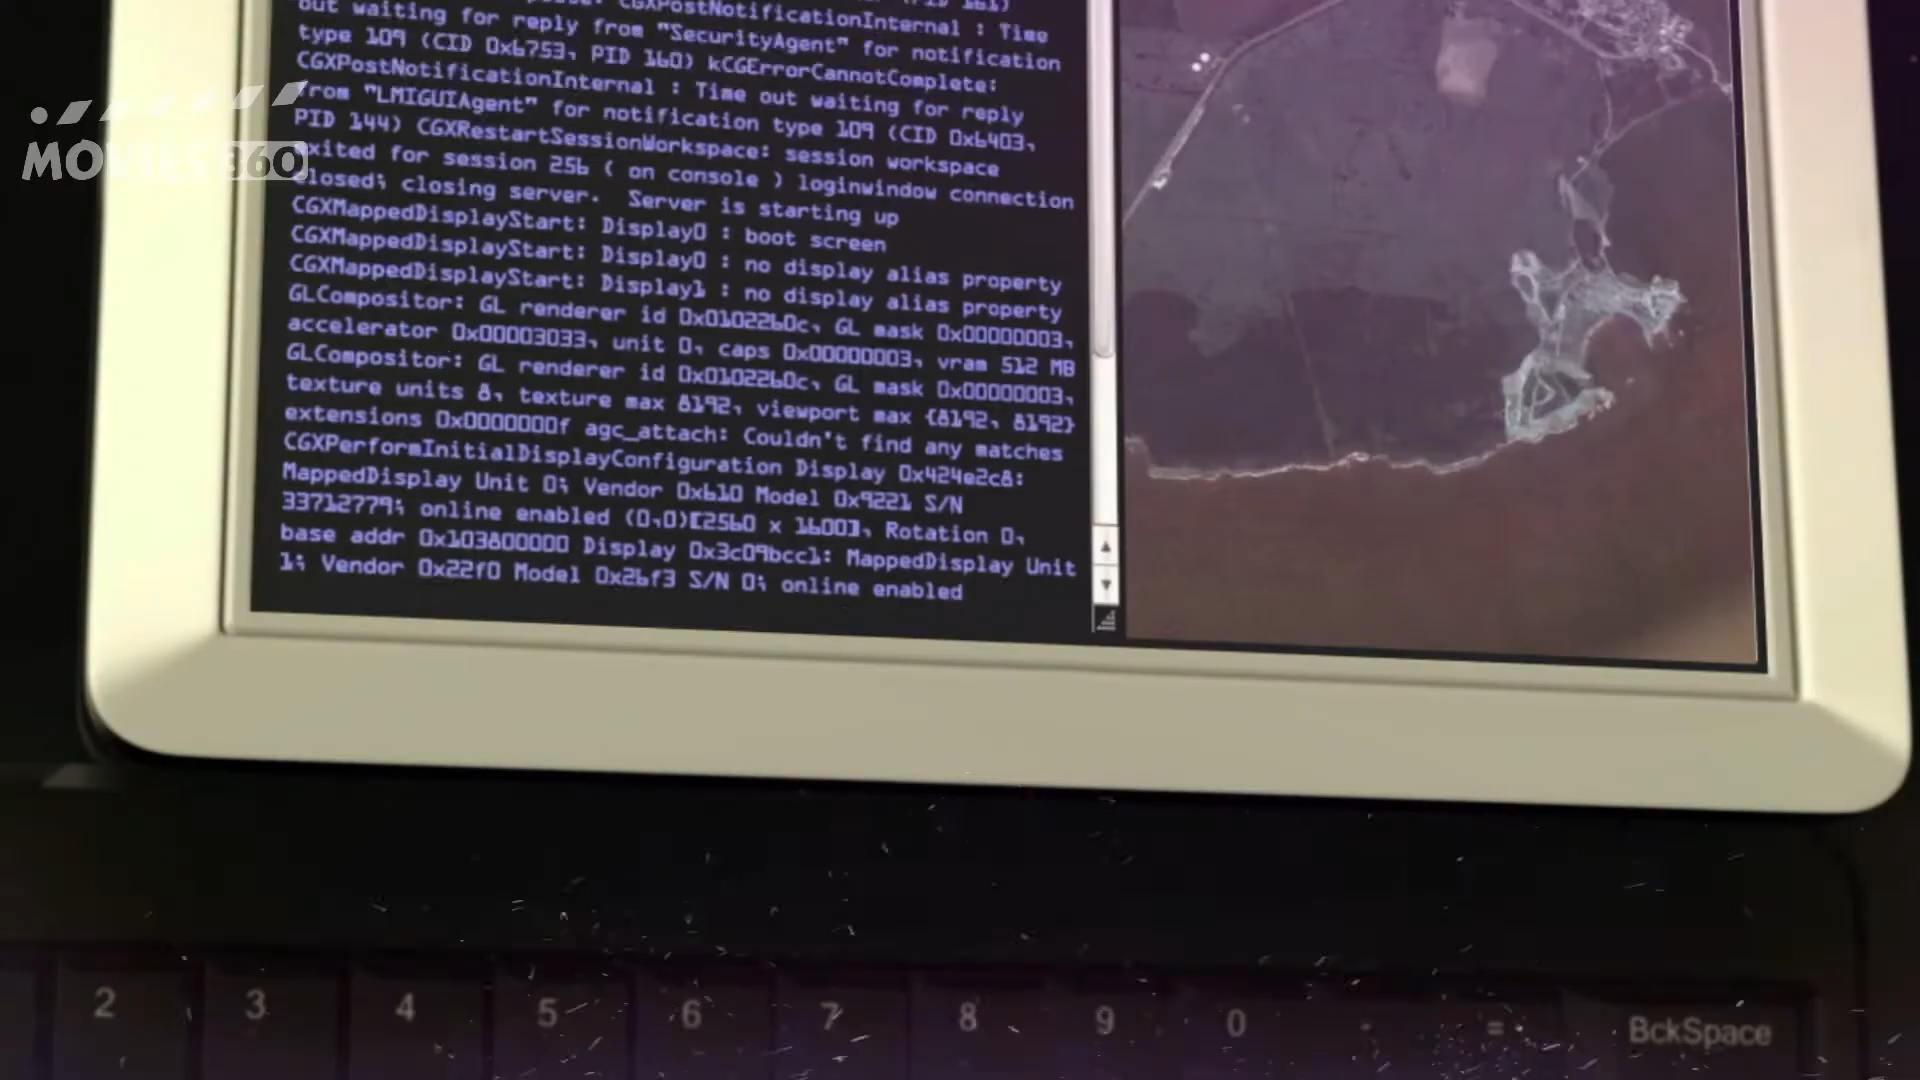 CGXPostNotificationInternal : Time
out waiting for reply from "SecurityAgent" for notification
type 109 (CID 0x6753, PID 160) kCGErrorCannotComplete:
CGXPostNotificationInternal : Time out waiting for reply
from "LMIGUIAgent" for notification type 109 (CID 0x6403,
PID 144) CGXRestartSessionWorkspace: session workspace
exited for session 256 ( on console ) loginwindow connection
closed; closing server.  Server is starting up
CGXMappedDisplayStart: Display0 : boot screen
CGXMappedDisplayStart: Display0 : no display alias property
CGXMappedDisplayStart: Display1 : no display alias property
GLCompositor: GL renderer id 0x01022b0c, GL mask 0x00000003,
accelerator 0x00003033, unit 0, caps 0x00000003, vram 512 MB
GLCompositor: GL renderer id 0x01022b0c, GL mask 0x00000003,
texture units 8, texture max 8192, viewport max {8192, 8192}
extensions 0x0000000f agc_attach: Couldn't find any matches
CGXPerformInitialDisplayConfiguration Display 0x424e2c8:
MappedDisplay Unit 0; Vendor 0x610 Model 0x9221 S/N
33712779; online enabled (0,0)[2560 x 1600], Rotation 0,
base addr 0x103800000 Display 0x3c09bcc1: MappedDisplay Unit
1; Vendor 0x22f0 Model 0x26f3 S/N 0; online enabled
MOVIES 360
2 3 4 5 6 7 8 9 0 = BckSpace